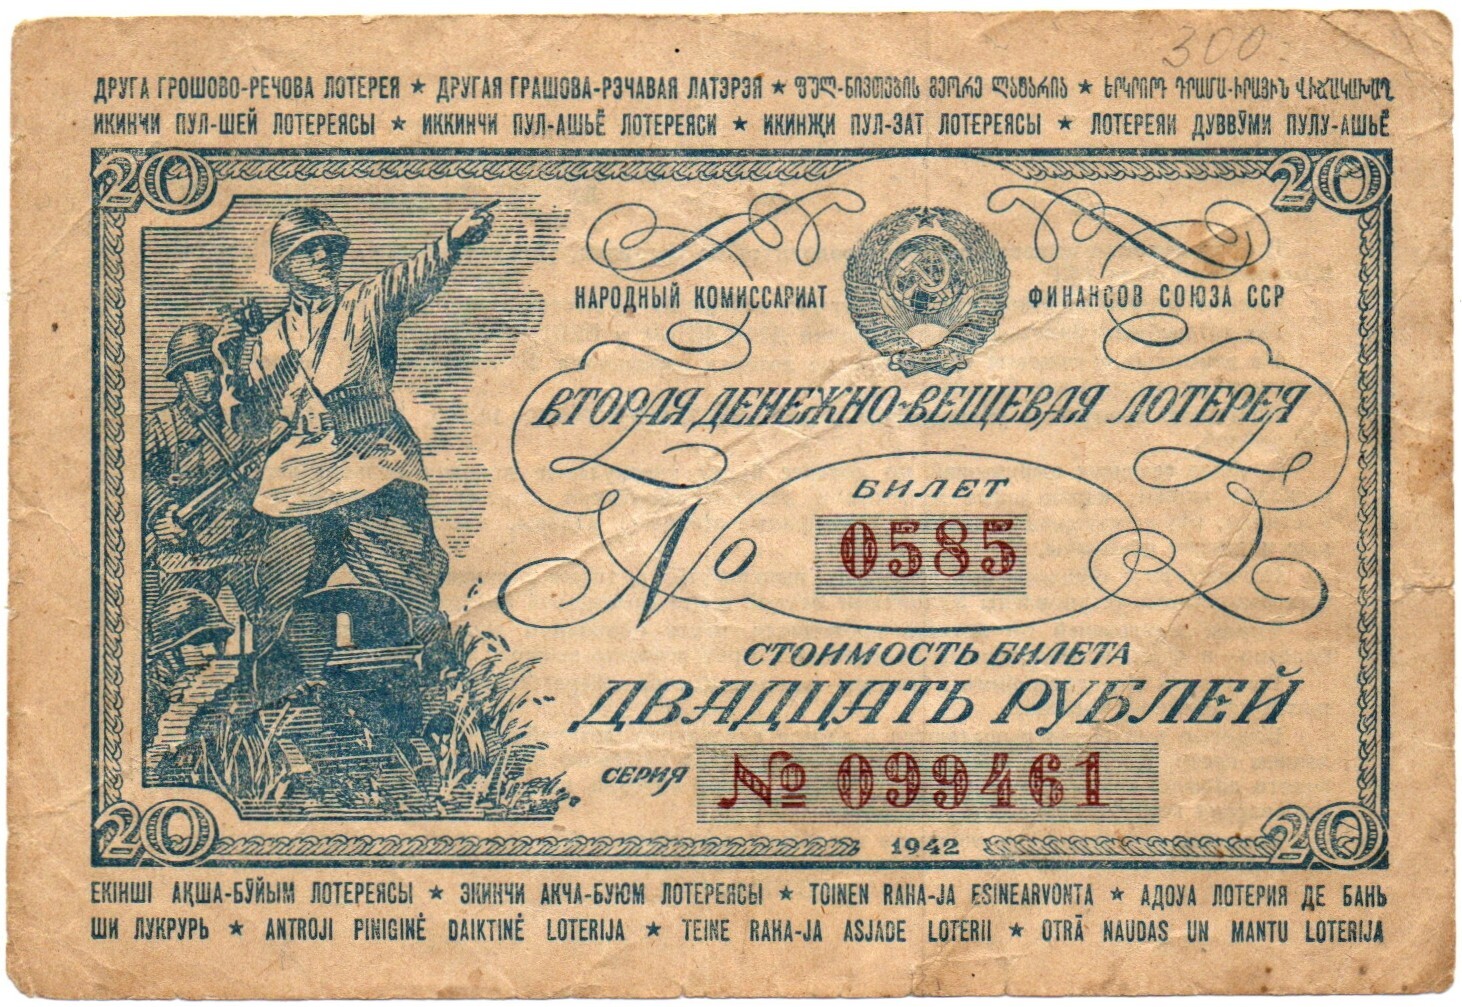 300.
ДРУГА ГРОШОВО-РЕЧОВА ЛОТЕРЕЯ ★ ДРУГАЯ ГРАШОВА-РЭЧАВАЯ ЛАТЭРЭЯ ★ ՓՈՒԼ-
ИКИНЧИ ПУЛ-ШЕЙ ЛОТЕРЕЯСЫ ★ ИККИНЧИ ПУЛ-АШЬЁ ЛОТЕРЕЯСИ ★ ИКИНҖИ ПУЛ-ЗАТ ЛОТЕРЕЯСЫ ★ ЛОТЕРЕЯИ ДУВВӮМИ ПУЛУ-АШЬЁ
20 20
НАРОДНЫЙ КОМИССАРИАТ ФИНАНСОВ СОЮЗА ССР
ВТОРАЯ ДЕНЕЖНО-ВЕЩЕВАЯ ЛОТЕРЕЯ
БИЛЕТ
№ 0585
СТОИМОСТЬ БИЛЕТА
ДВАДЦАТЬ РУБЛЕЙ
СЕРИЯ № 099461
20 1942 20
ЕКІНШІ АҚША-БҰЙЫМ ЛОТЕРЕЯСЫ ★ ЭКИНЧИ АКЧА-БУЮМ ЛОТЕРЕЯСЫ ★ TOINEN RAHA-JA ESINEARVONTA ★ АДОУА ЛОТЕРИЯ ДЕ БАНЬ
ШИ ЛУКРУРЬ ★ ANTROJI PINIGINĖ DAIKTINĖ LOTERIJA ★ TEINE RAHA-JA ASJADE LOTERII ★ OTRĀ NAUDAS UN MANTU LOTERIJA